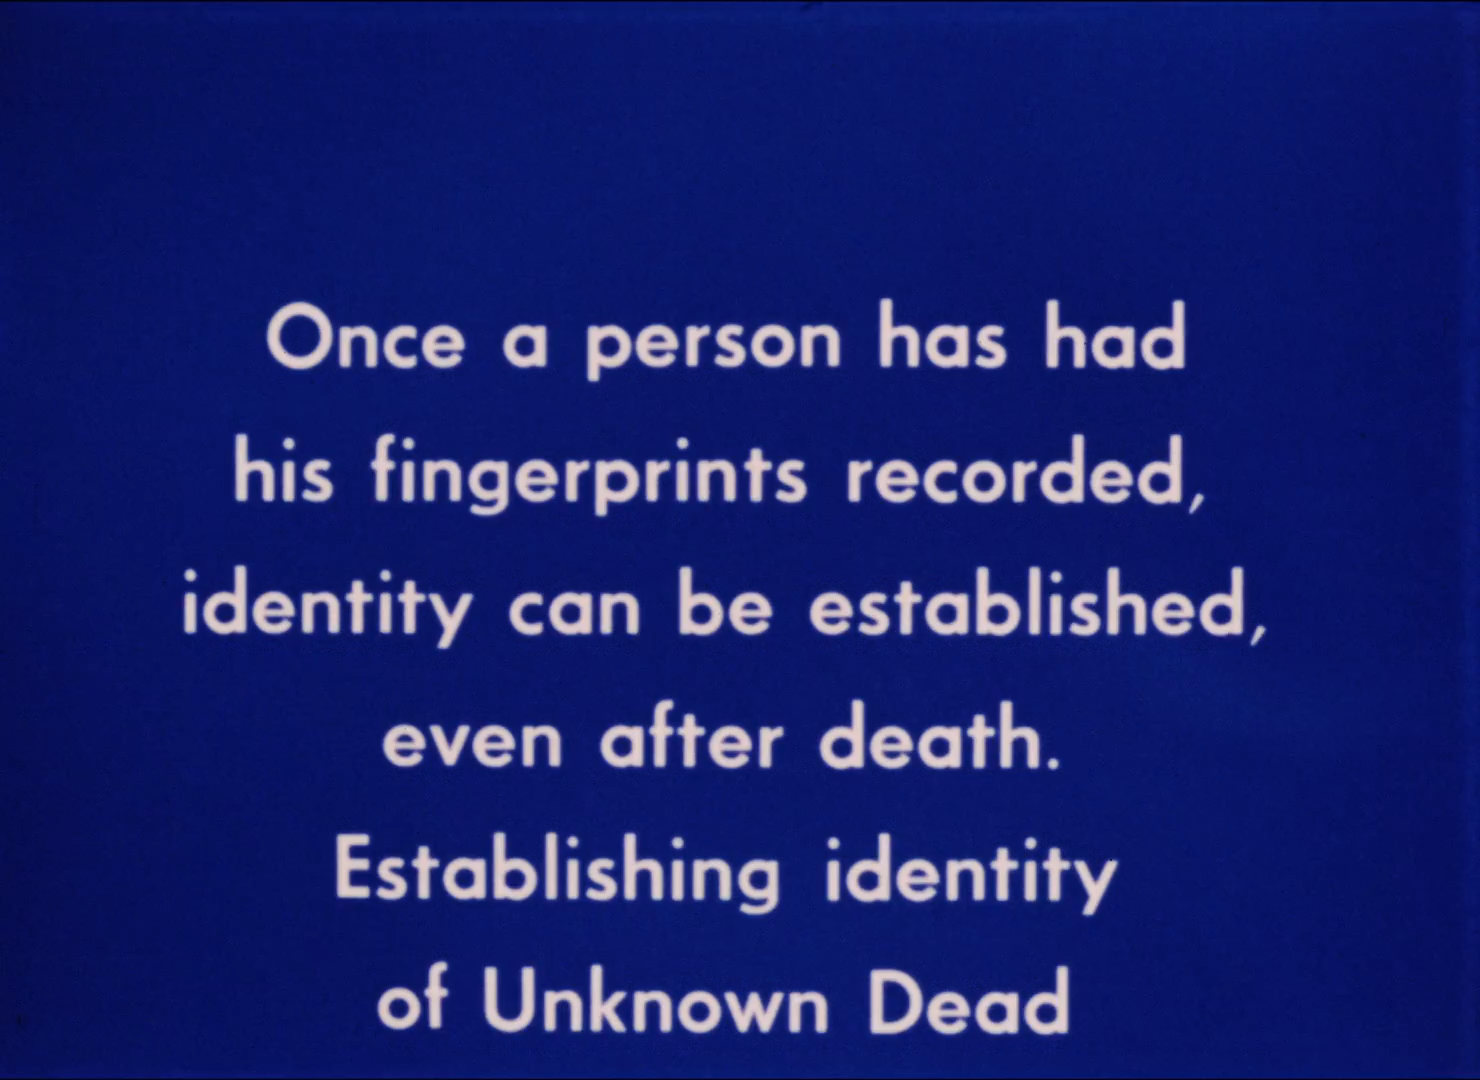 Once a person has had
his fingerprints recorded,
identity can be established,
even after death.
Establishing identity
of Unknown Dead